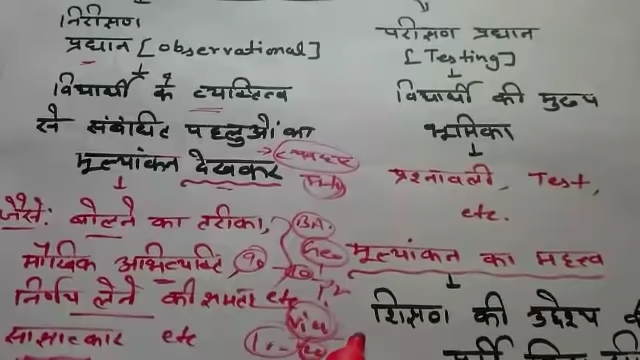 निरीक्षण
प्रधान [observational]
विद्यार्थी के व्यक्तित्व
से संबंधित पहलुओं का
मूल्यांकन देखकर
जैसे: बोलने का तरीका,
मौखिक अभिव्यक्ति
निर्णय लेने की क्षमता etc
साक्षात्कार etc
परीक्षण प्रधान
[Testing]
विद्यार्थी की मुख्य
भूमिका
प्रश्नावली, Test,
etc.
मूल्यांकन का महत्व
शिक्षण की उद्देश्य